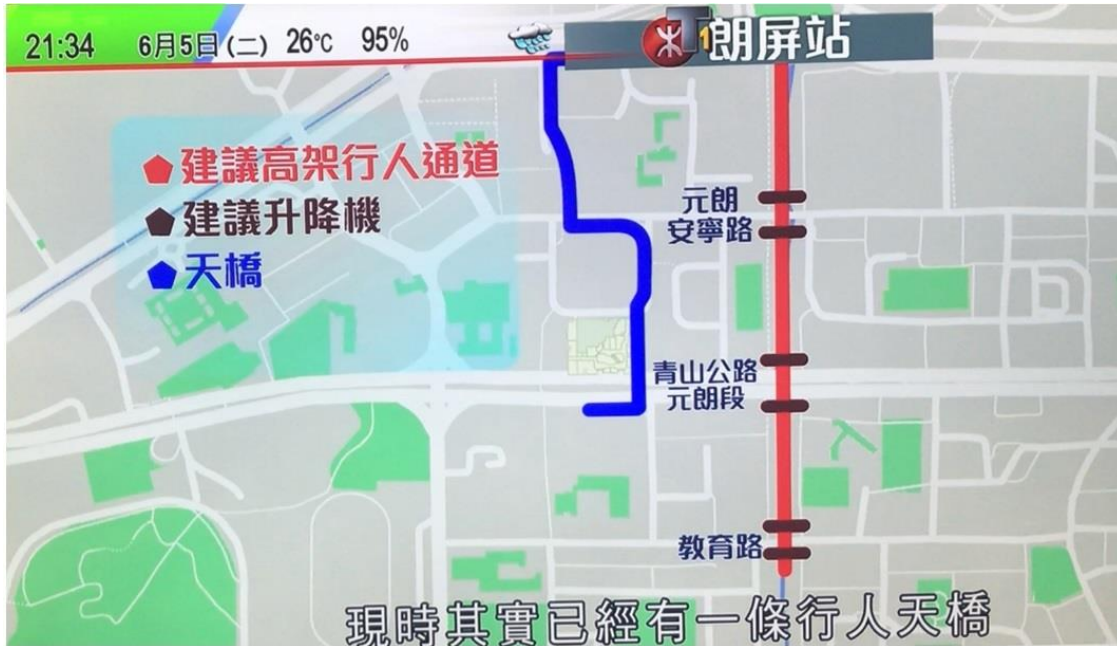 21:34 6月5日(二) 26°C 95%
朗屏站
建議高架行人通道
建議升降機
天橋
元朗
安寧路
青山公路
元朗段
教育路
現時其實已經有一條行人天橋